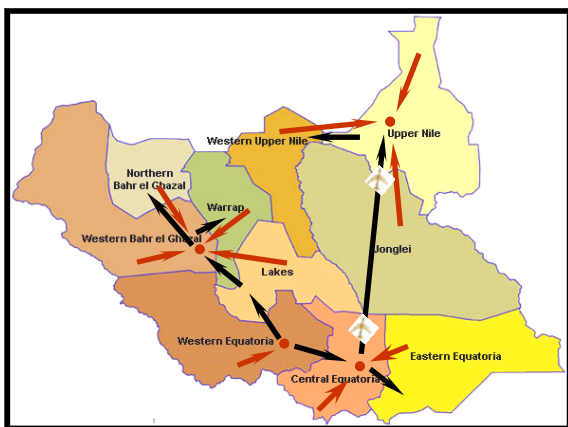 Western Upper Nile
Upper Nile
Northern
Bahr el Ghazal
Warrap
Western Bahr el Ghazal
Jonglei
Lakes
Western Equatoria
Eastern Equatoria
Central Equatoria
1